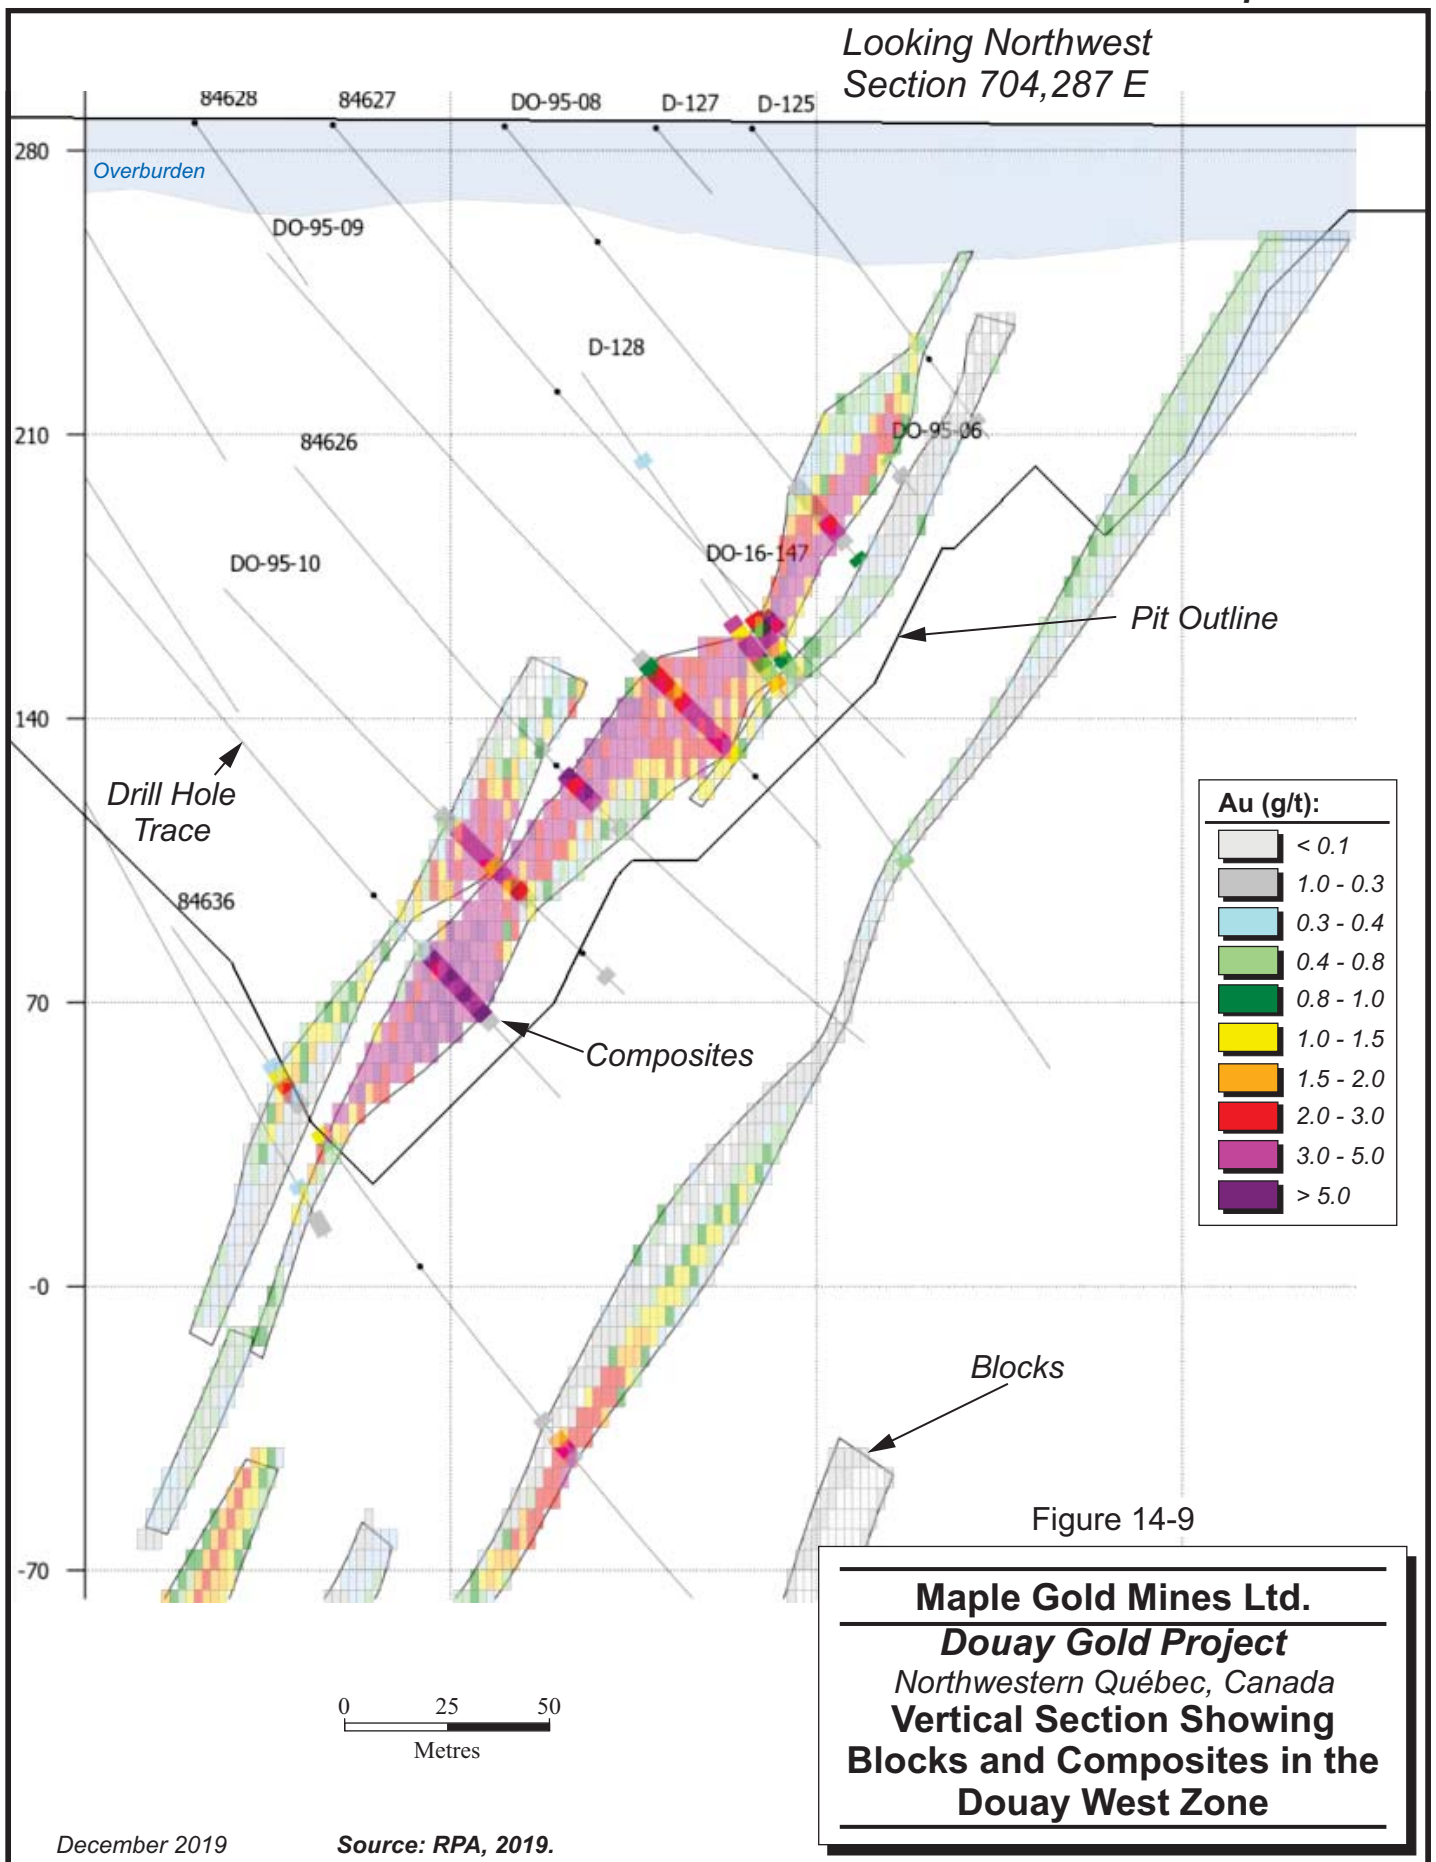 Looking Northwest
Section 704,287 E
84628
84627
DO-95-08
D-127
D-125
280
Overburden
DO-95-09
D-128
210
84626
DO-95-06
DO-95-10
DO-16-147
Pit Outline
140
Drill Hole
Trace
84636
Au (g/t):
< 0.1
1.0 - 0.3
0.3 - 0.4
0.4 - 0.8
0.8 - 1.0
1.0 - 1.5
1.5 - 2.0
2.0 - 3.0
3.0 - 5.0
> 5.0
70
Composites
-0
Blocks
-70
Figure 14-9
Maple Gold Mines Ltd.
Douay Gold Project
Northwestern Québec, Canada
Vertical Section Showing
Blocks and Composites in the
Douay West Zone
0 25 50
Metres
December 2019
Source: RPA, 2019.